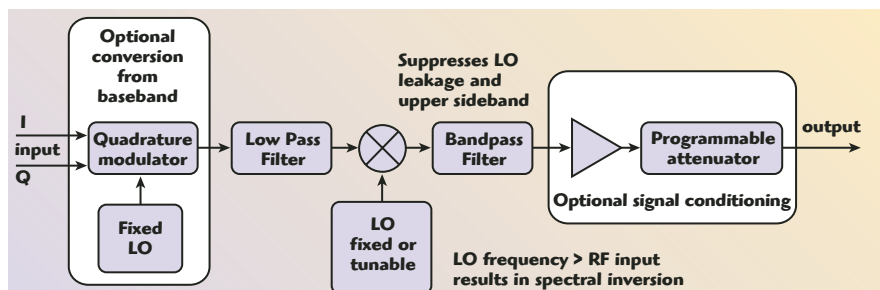 Optional
conversion
from
baseband
I
input
Q
Quadrature
modulator
Fixed
LO
Low Pass
Filter
LO
fixed or
tunable
Suppresses LO
leakage and
upper sideband
Bandpass
Filter
Programmable
attenuator
Optional signal conditioning
output
LO frequency > RF input
results in spectral inversion